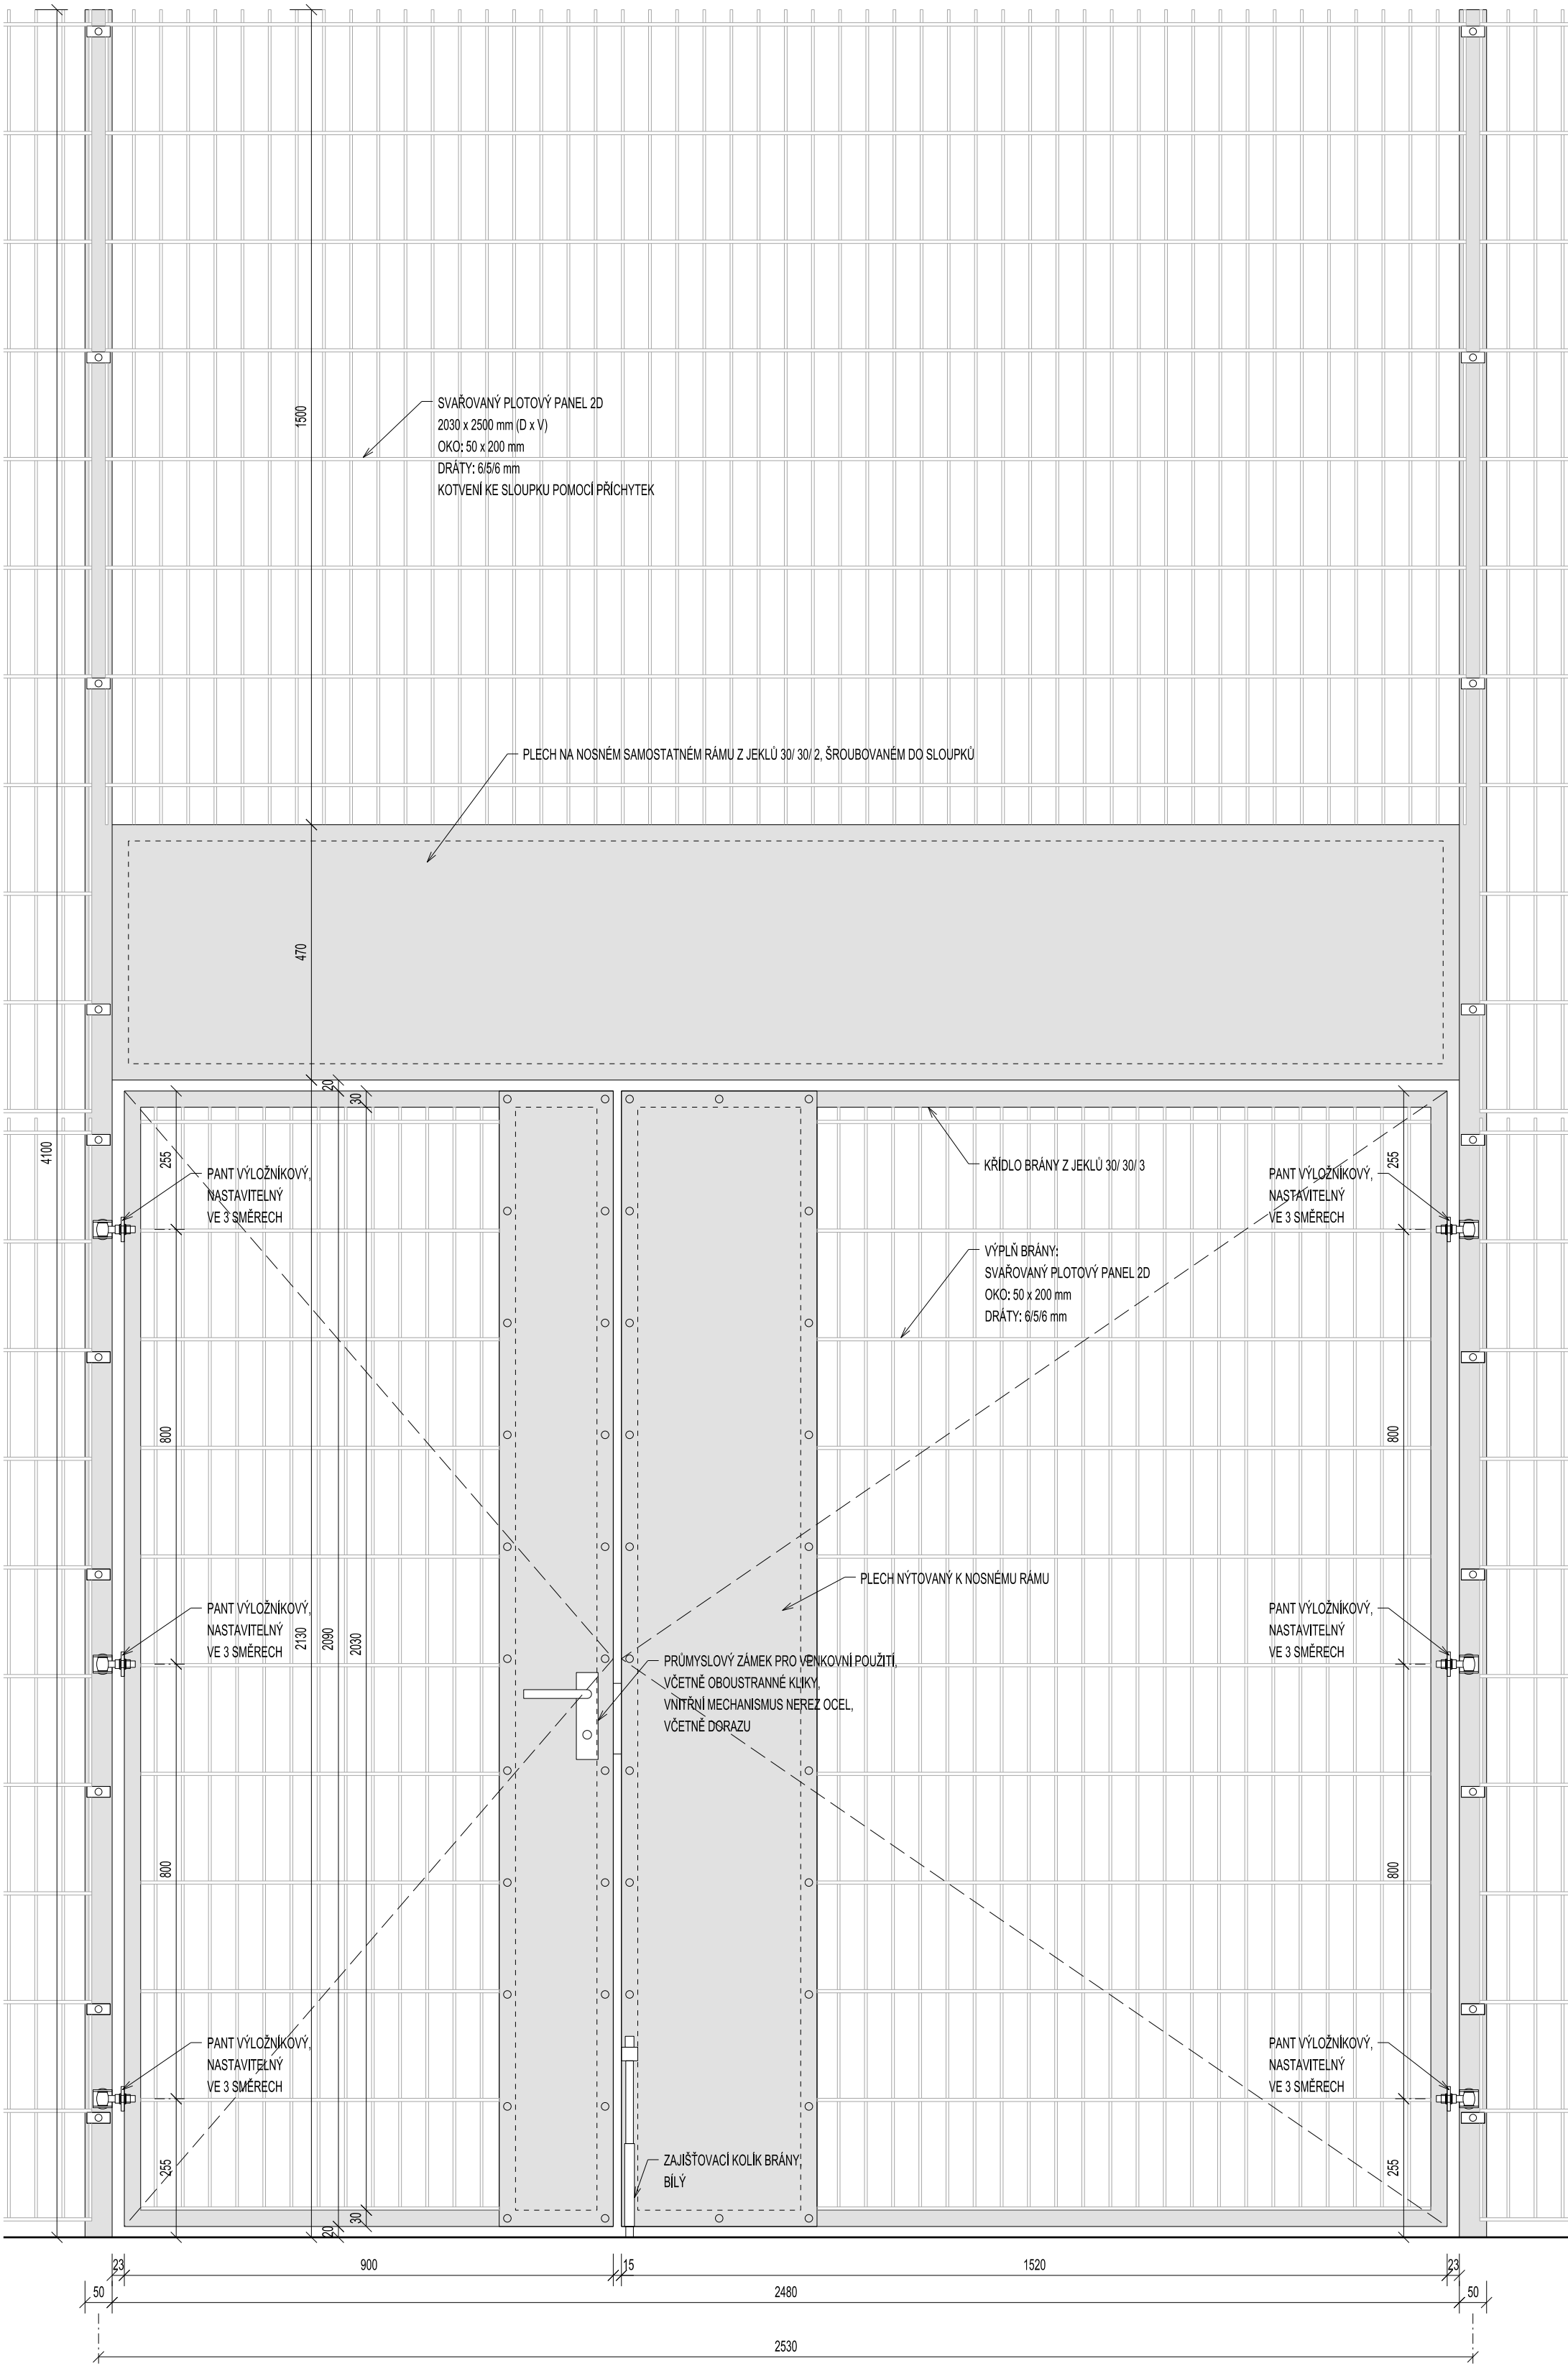 SVAŘOVANÝ PLOTOVÝ PANEL 2D
2030 x 2500 mm (D x V)
OKO: 50 x 200 mm
DRÁTY: 6/5/6 mm
KOTVENÍ KE SLOUPKU POMOCÍ PŘÍCHYTEK
1500
PLECH NA NOSNÉM SAMOSTATNÉM RÁMU Z JEKLŮ 30/ 30/ 2, ŠROUBOVANÉM DO SLOUPKŮ
470
20
30
4100
255
PANT VÝLOŽNÍKOVÝ,
NASTAVITELNÝ
VE 3 SMĚRECH
KŘÍDLO BRÁNY Z JEKLŮ 30/ 30/ 3
PANT VÝLOŽNÍKOVÝ,
NASTAVITELNÝ
VE 3 SMĚRECH
255
VÝPLŇ BRÁNY:
SVAŘOVANÝ PLOTOVÝ PANEL 2D
OKO: 50 x 200 mm
DRÁTY: 6/5/6 mm
800
800
PLECH NÝTOVANÝ K NOSNÉMU RÁMU
PANT VÝLOŽNÍKOVÝ,
NASTAVITELNÝ
VE 3 SMĚRECH
2130
2090
2030
PANT VÝLOŽNÍKOVÝ,
NASTAVITELNÝ
VE 3 SMĚRECH
PRŮMYSLOVÝ ZÁMEK PRO VENKOVNÍ POUŽITÍ,
VČETNĚ OBOUSTRANNÉ KLIKY,
VNITŘNÍ MECHANISMUS NEREZ OCEL,
VČETNĚ DORAZU
800
800
PANT VÝLOŽNÍKOVÝ,
NASTAVITELNÝ
VE 3 SMĚRECH
PANT VÝLOŽNÍKOVÝ,
NASTAVITELNÝ
VE 3 SMĚRECH
255
ZAJIŠŤOVACÍ KOLÍK BRÁNY,
BÍLÝ
255
30
20
23
900
15
1520
23
50
2480
50
2530